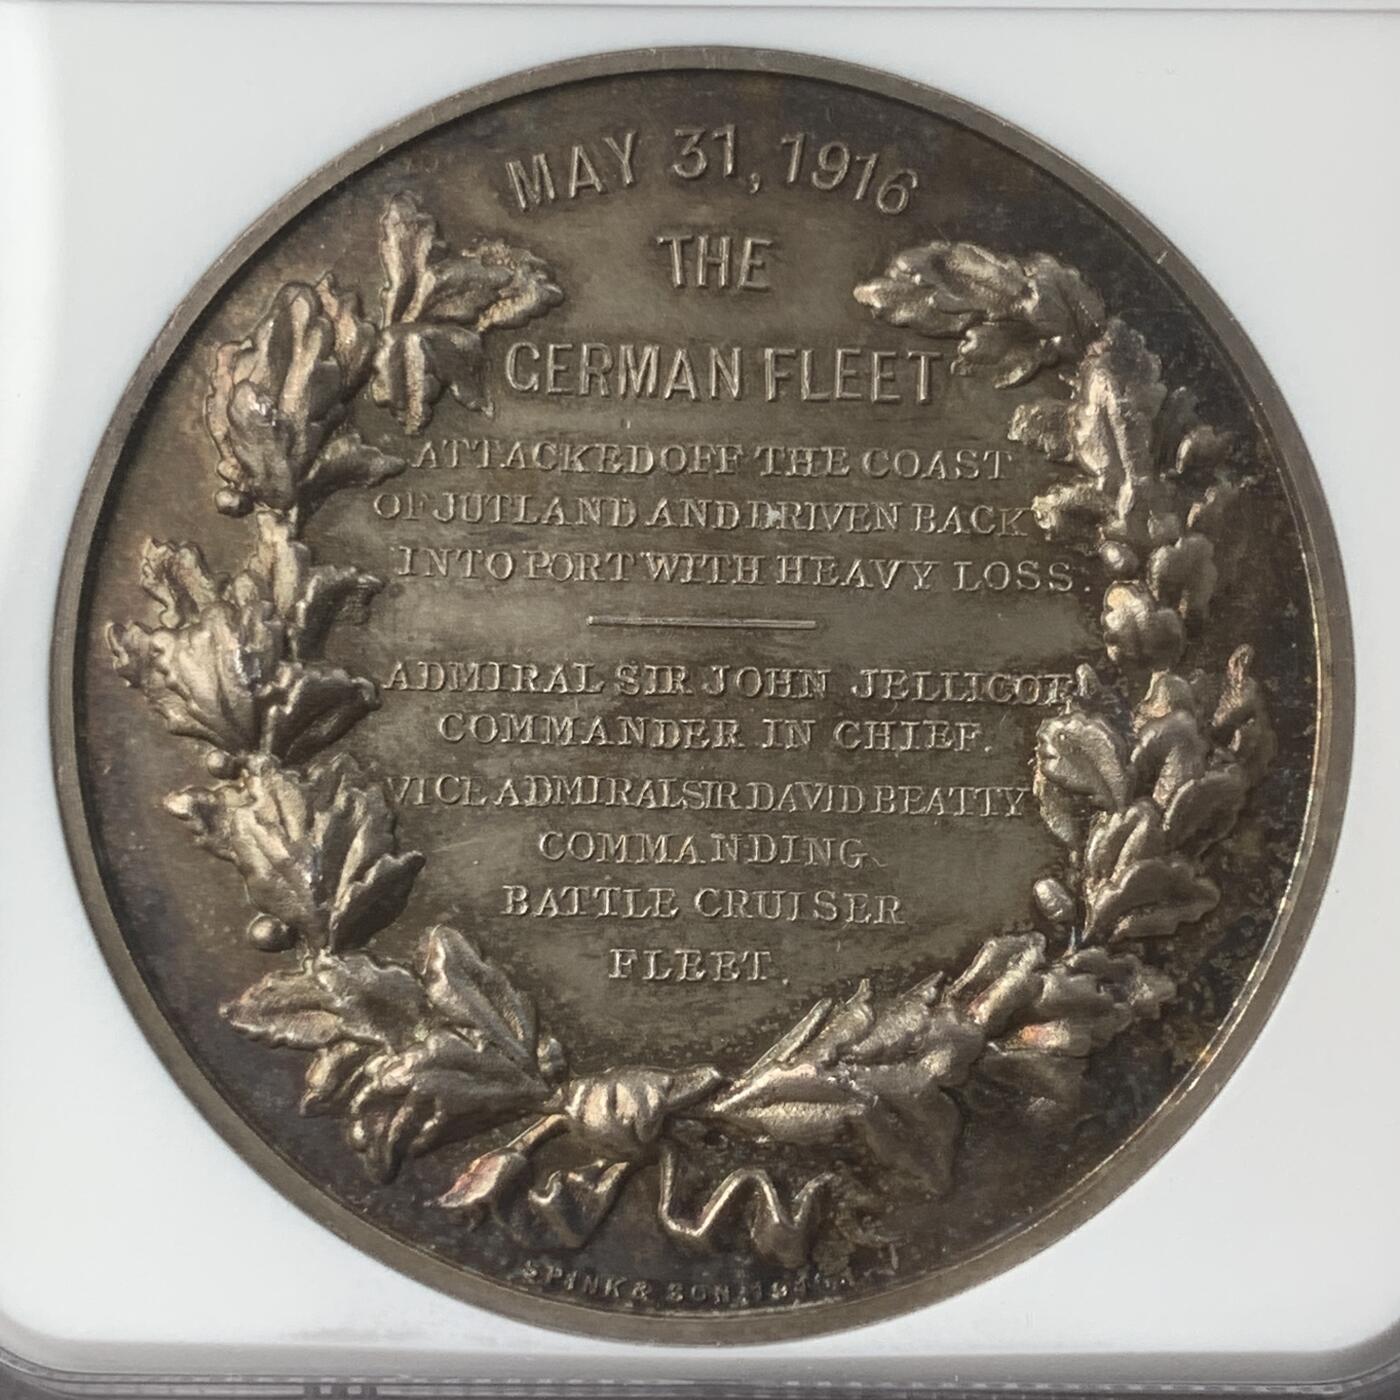 MAY 31, 1916
THE
GERMAN FLEET
ATTACKED OFF THE COAST
OF JUTLAND AND DRIVEN BACK
INTO PORT WITH HEAVY LOSS.
ADMIRAL SIR JOHN JELLICOE
COMMANDER IN CHIEF.
VICE ADMIRAL SIR DAVID BEATTY
COMMANDING
BATTLE CRUISER
FLEET.
SPINK & SON